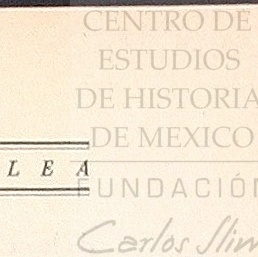 CENTRO DE
ESTUDIOS
DE HISTORIA
DE MEXICO
L E A
FUNDACIÓN
Carlos Slim